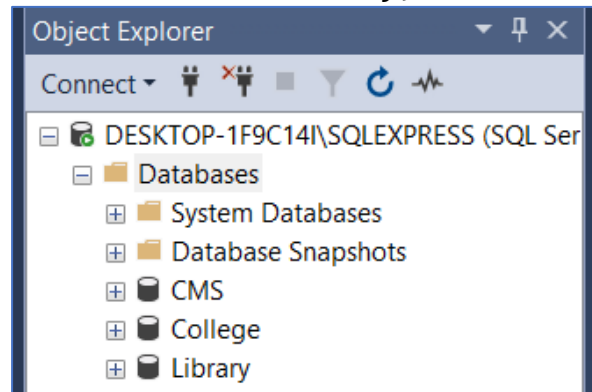 Object Explorer
Connect
DESKTOP-1F9C14I\SQLEXPRESS (SQL Ser
Databases
System Databases
Database Snapshots
CMS
College
Library